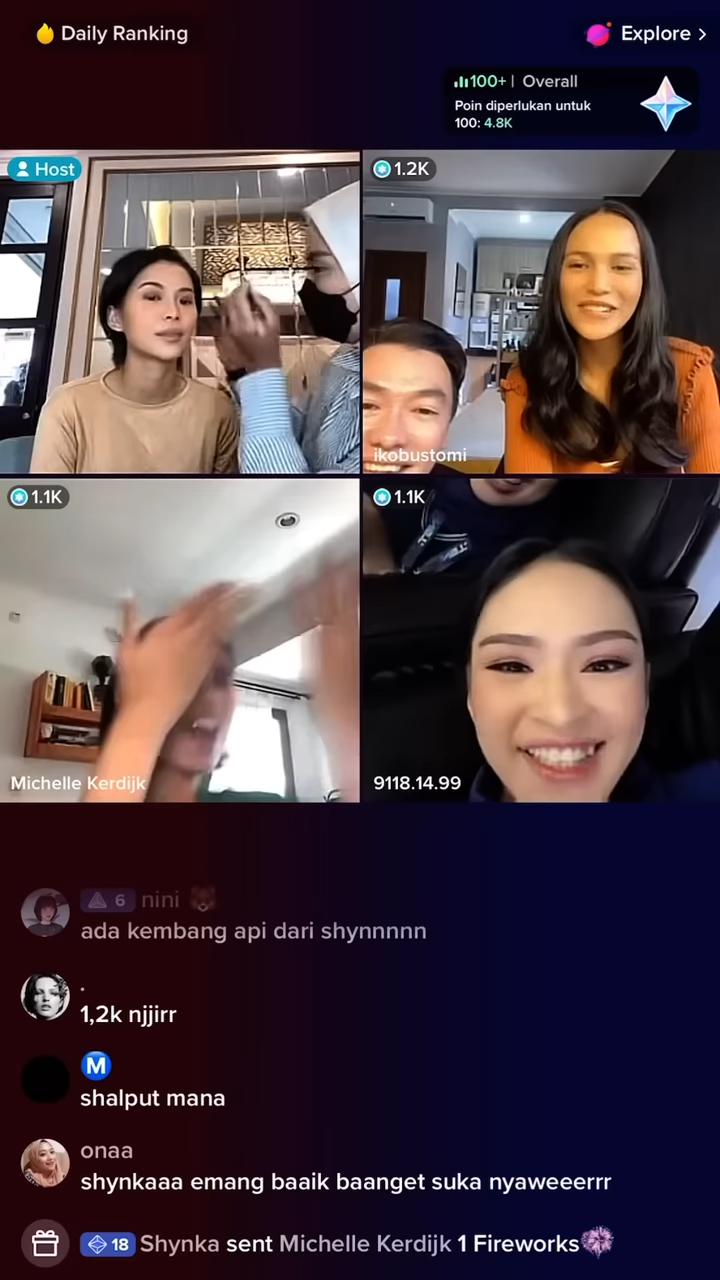 Daily Ranking
Explore >
100+ | Overall
Poin diperlukan untuk
100: 4.8K
Host
1.2K
ikobustomi
1.1K
1.1K
Michelle Kerdijk
9118.14.99
6 nini
ada kembang api dari shynnnnn
.
1,2k njjirr
M
shalput mana
onaa
shynkaaa emang baaik baanget suka nyaweeerrr
18 Shynka sent Michelle Kerdijk 1 Fireworks